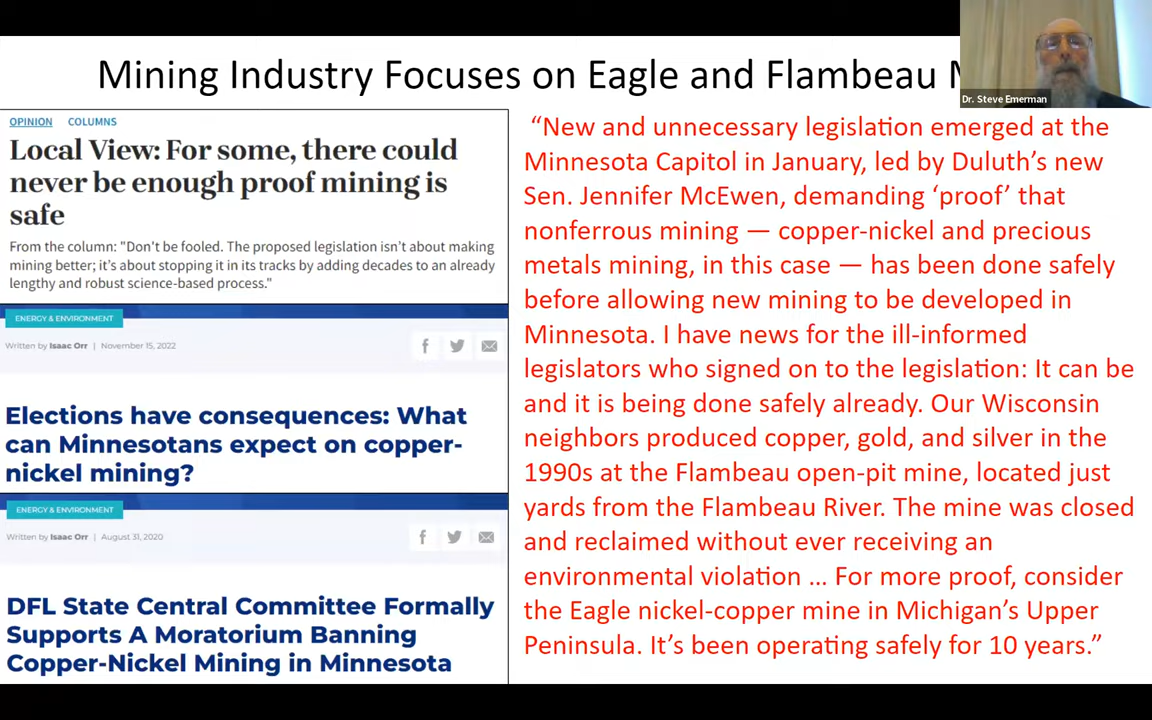 Mining Industry Focuses on Eagle and Flambeau
Dr. Steve Emerman
OPINION COLUMNS
Local View: For some, there could
never be enough proof mining is
safe
From the column: "Don't be fooled. The proposed legislation isn't about making
mining better; it's about stopping it in its tracks by adding decades to an already
lengthy and robust science-based process."
ENERGY & ENVIRONMENT
Written by Isaac Orr | November 15, 2022
Elections have consequences: What
can Minnesotans expect on copper-
nickel mining?
ENERGY & ENVIRONMENT
Written by Isaac Orr | August 31, 2020
DFL State Central Committee Formally
Supports A Moratorium Banning
Copper-Nickel Mining in Minnesota
“New and unnecessary legislation emerged at the
Minnesota Capitol in January, led by Duluth’s new
Sen. Jennifer McEwen, demanding ‘proof’ that
nonferrous mining — copper-nickel and precious
metals mining, in this case — has been done safely
before allowing new mining to be developed in
Minnesota. I have news for the ill-informed
legislators who signed on to the legislation: It can be
and it is being done safely already. Our Wisconsin
neighbors produced copper, gold, and silver in the
1990s at the Flambeau open-pit mine, located just
yards from the Flambeau River. The mine was closed
and reclaimed without ever receiving an
environmental violation … For more proof, consider
the Eagle nickel-copper mine in Michigan’s Upper
Peninsula. It’s been operating safely for 10 years.”